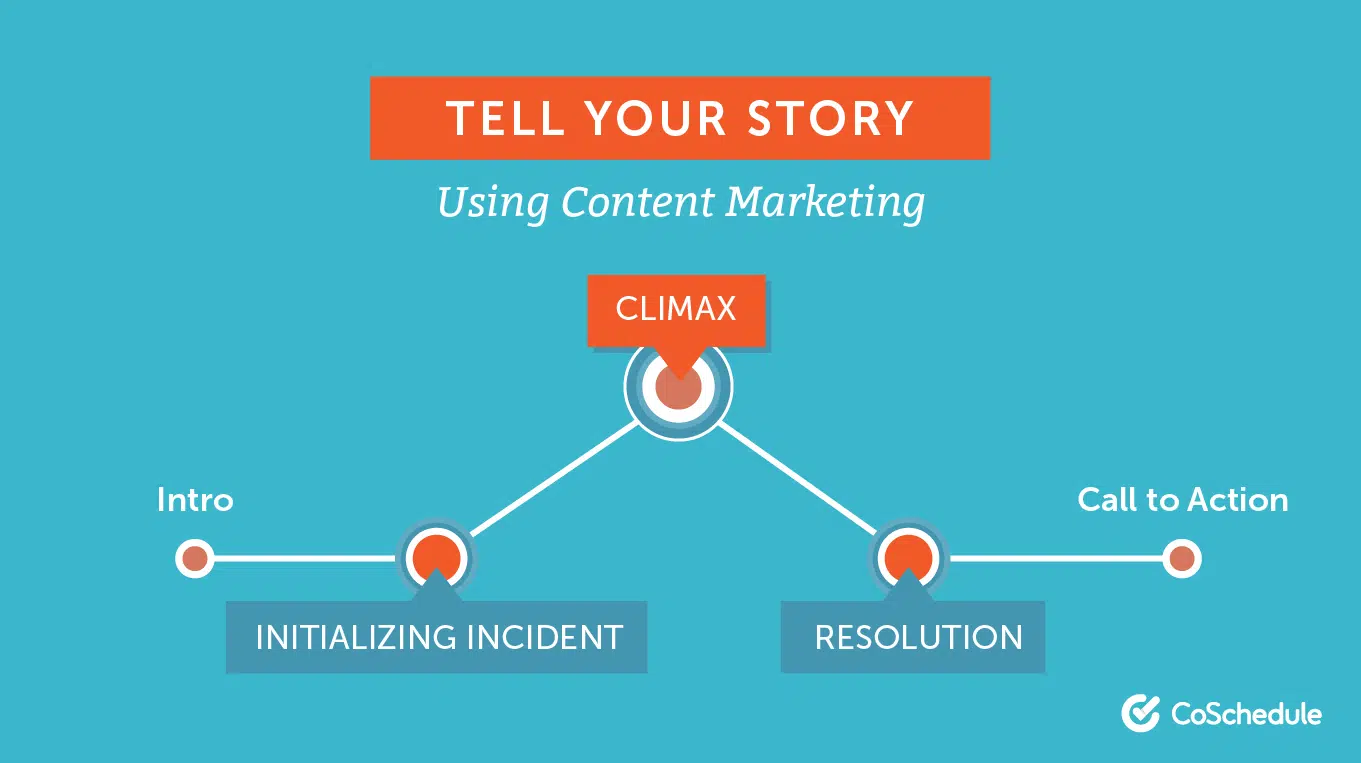 TELL YOUR STORY
Using Content Marketing
CLIMAX
Intro
Call to Action
INITIALIZING INCIDENT
RESOLUTION
CoSchedule